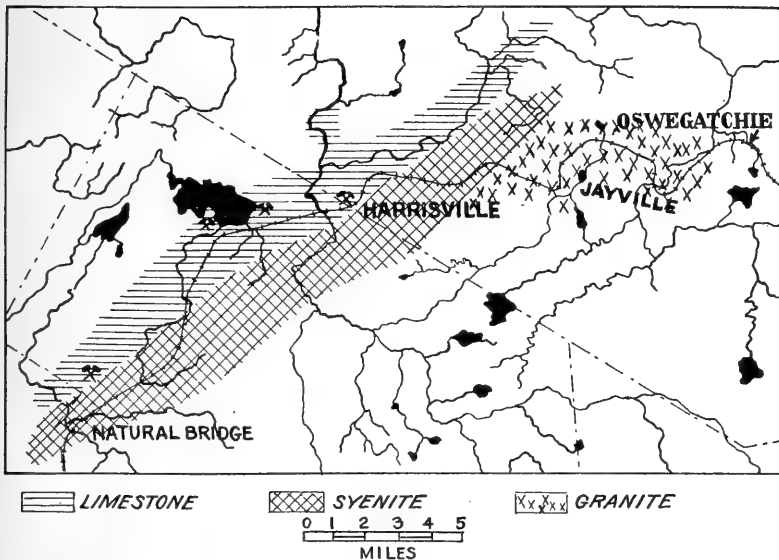 OSWEGATCHIE
HARRISVILLE
JAYVILLE
NATURAL BRIDGE
LIMESTONE
SYENITE
GRANITE
0 1 2 3 4 5
MILES